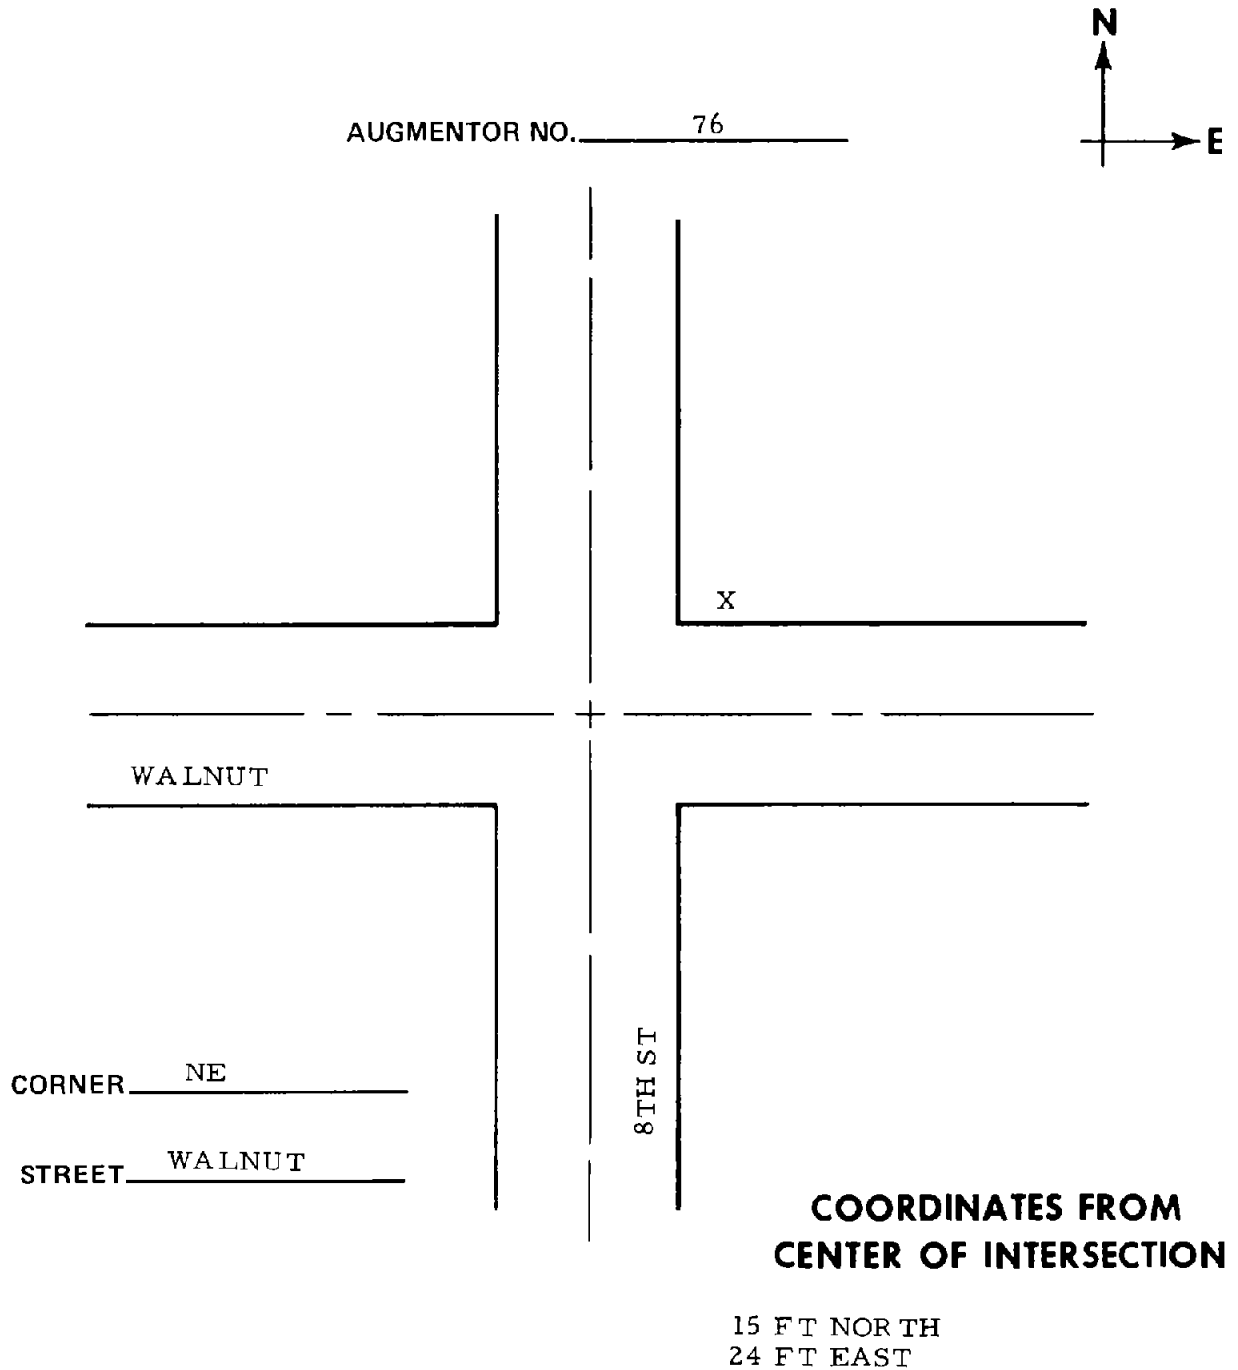 N
E
AUGMENTOR NO. 76
X
WALNUT
8TH ST
CORNER NE
STREET WALNUT
COORDINATES FROM
CENTER OF INTERSECTION
15 FT NORTH
24 FT EAST